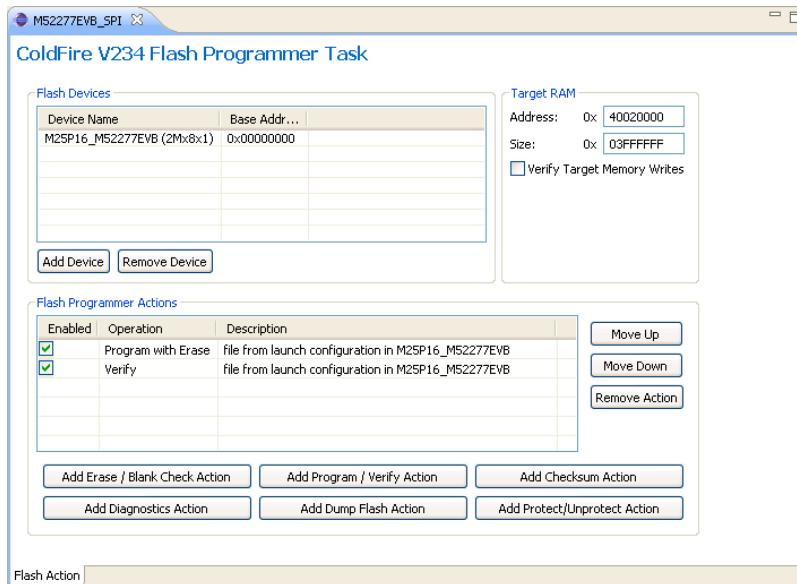 M52277EVB_SPI
ColdFire V234 Flash Programmer Task
Flash Devices
Device Name Base Addr...
M25P16_M52277EVB (2Mx8x1) 0x00000000
Add Device Remove Device
Target RAM
Address: 0x 40020000
Size: 0x 03FFFFFF
Verify Target Memory Writes
Flash Programmer Actions
Enabled Operation Description
Program with Erase file from launch configuration in M25P16_M52277EVB
Verify file from launch configuration in M25P16_M52277EVB
Move Up
Move Down
Remove Action
Add Erase / Blank Check Action Add Program / Verify Action Add Checksum Action
Add Diagnostics Action Add Dump Flash Action Add Protect/Unprotect Action
Flash Action